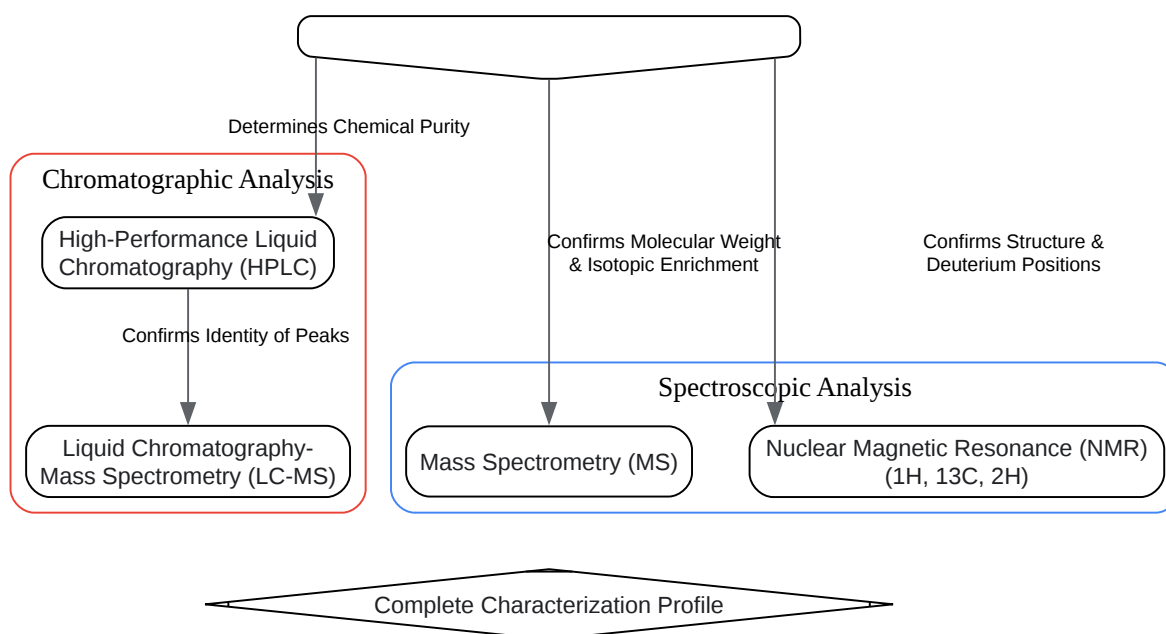 Determines Chemical Purity
Chromatographic Analysis
High-Performance Liquid
Chromatography (HPLC)
Confirms Molecular Weight
& Isotopic Enrichment
Confirms Structure &
Deuterium Positions
Confirms Identity of Peaks
Spectroscopic Analysis
Liquid Chromatography-
Mass Spectrometry (LC-MS)
Mass Spectrometry (MS)
Nuclear Magnetic Resonance (NMR)
(1H, 13C, 2H)
Complete Characterization Profile